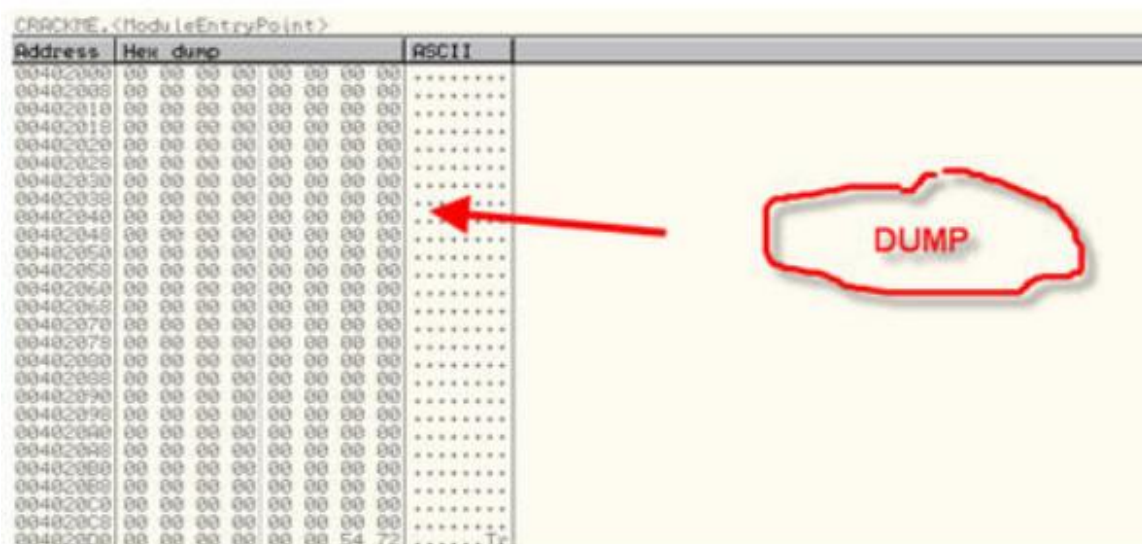 CRACKME.<ModuleEntryPoint>
Address Hex dump ASCII
00402000 00 00 00 00 00 00 00 00 ........
00402008 00 00 00 00 00 00 00 00 ........
00402010 00 00 00 00 00 00 00 00 ........
00402018 00 00 00 00 00 00 00 00 ........
00402020 00 00 00 00 00 00 00 00 ........
00402028 00 00 00 00 00 00 00 00 ........
00402030 00 00 00 00 00 00 00 00 ........
00402038 00 00 00 00 00 00 00 00 ........
00402040 00 00 00 00 00 00 00 00 ........
00402048 00 00 00 00 00 00 00 00 ........
00402050 00 00 00 00 00 00 00 00 ........
00402058 00 00 00 00 00 00 00 00 ........
00402060 00 00 00 00 00 00 00 00 ........
00402068 00 00 00 00 00 00 00 00 ........
00402070 00 00 00 00 00 00 00 00 ........
00402078 00 00 00 00 00 00 00 00 ........
00402080 00 00 00 00 00 00 00 00 ........
00402088 00 00 00 00 00 00 00 00 ........
00402090 00 00 00 00 00 00 00 00 ........
00402098 00 00 00 00 00 00 00 00 ........
004020A0 00 00 00 00 00 00 00 00 ........
004020A8 00 00 00 00 00 00 00 00 ........
004020B0 00 00 00 00 00 00 00 00 ........
004020B8 00 00 00 00 00 00 00 00 ........
004020C0 00 00 00 00 00 00 00 00 ........
004020C8 00 00 00 00 00 00 00 00 ........
004020D0 00 00 00 00 00 00 54 72 ......Tr
DUMP